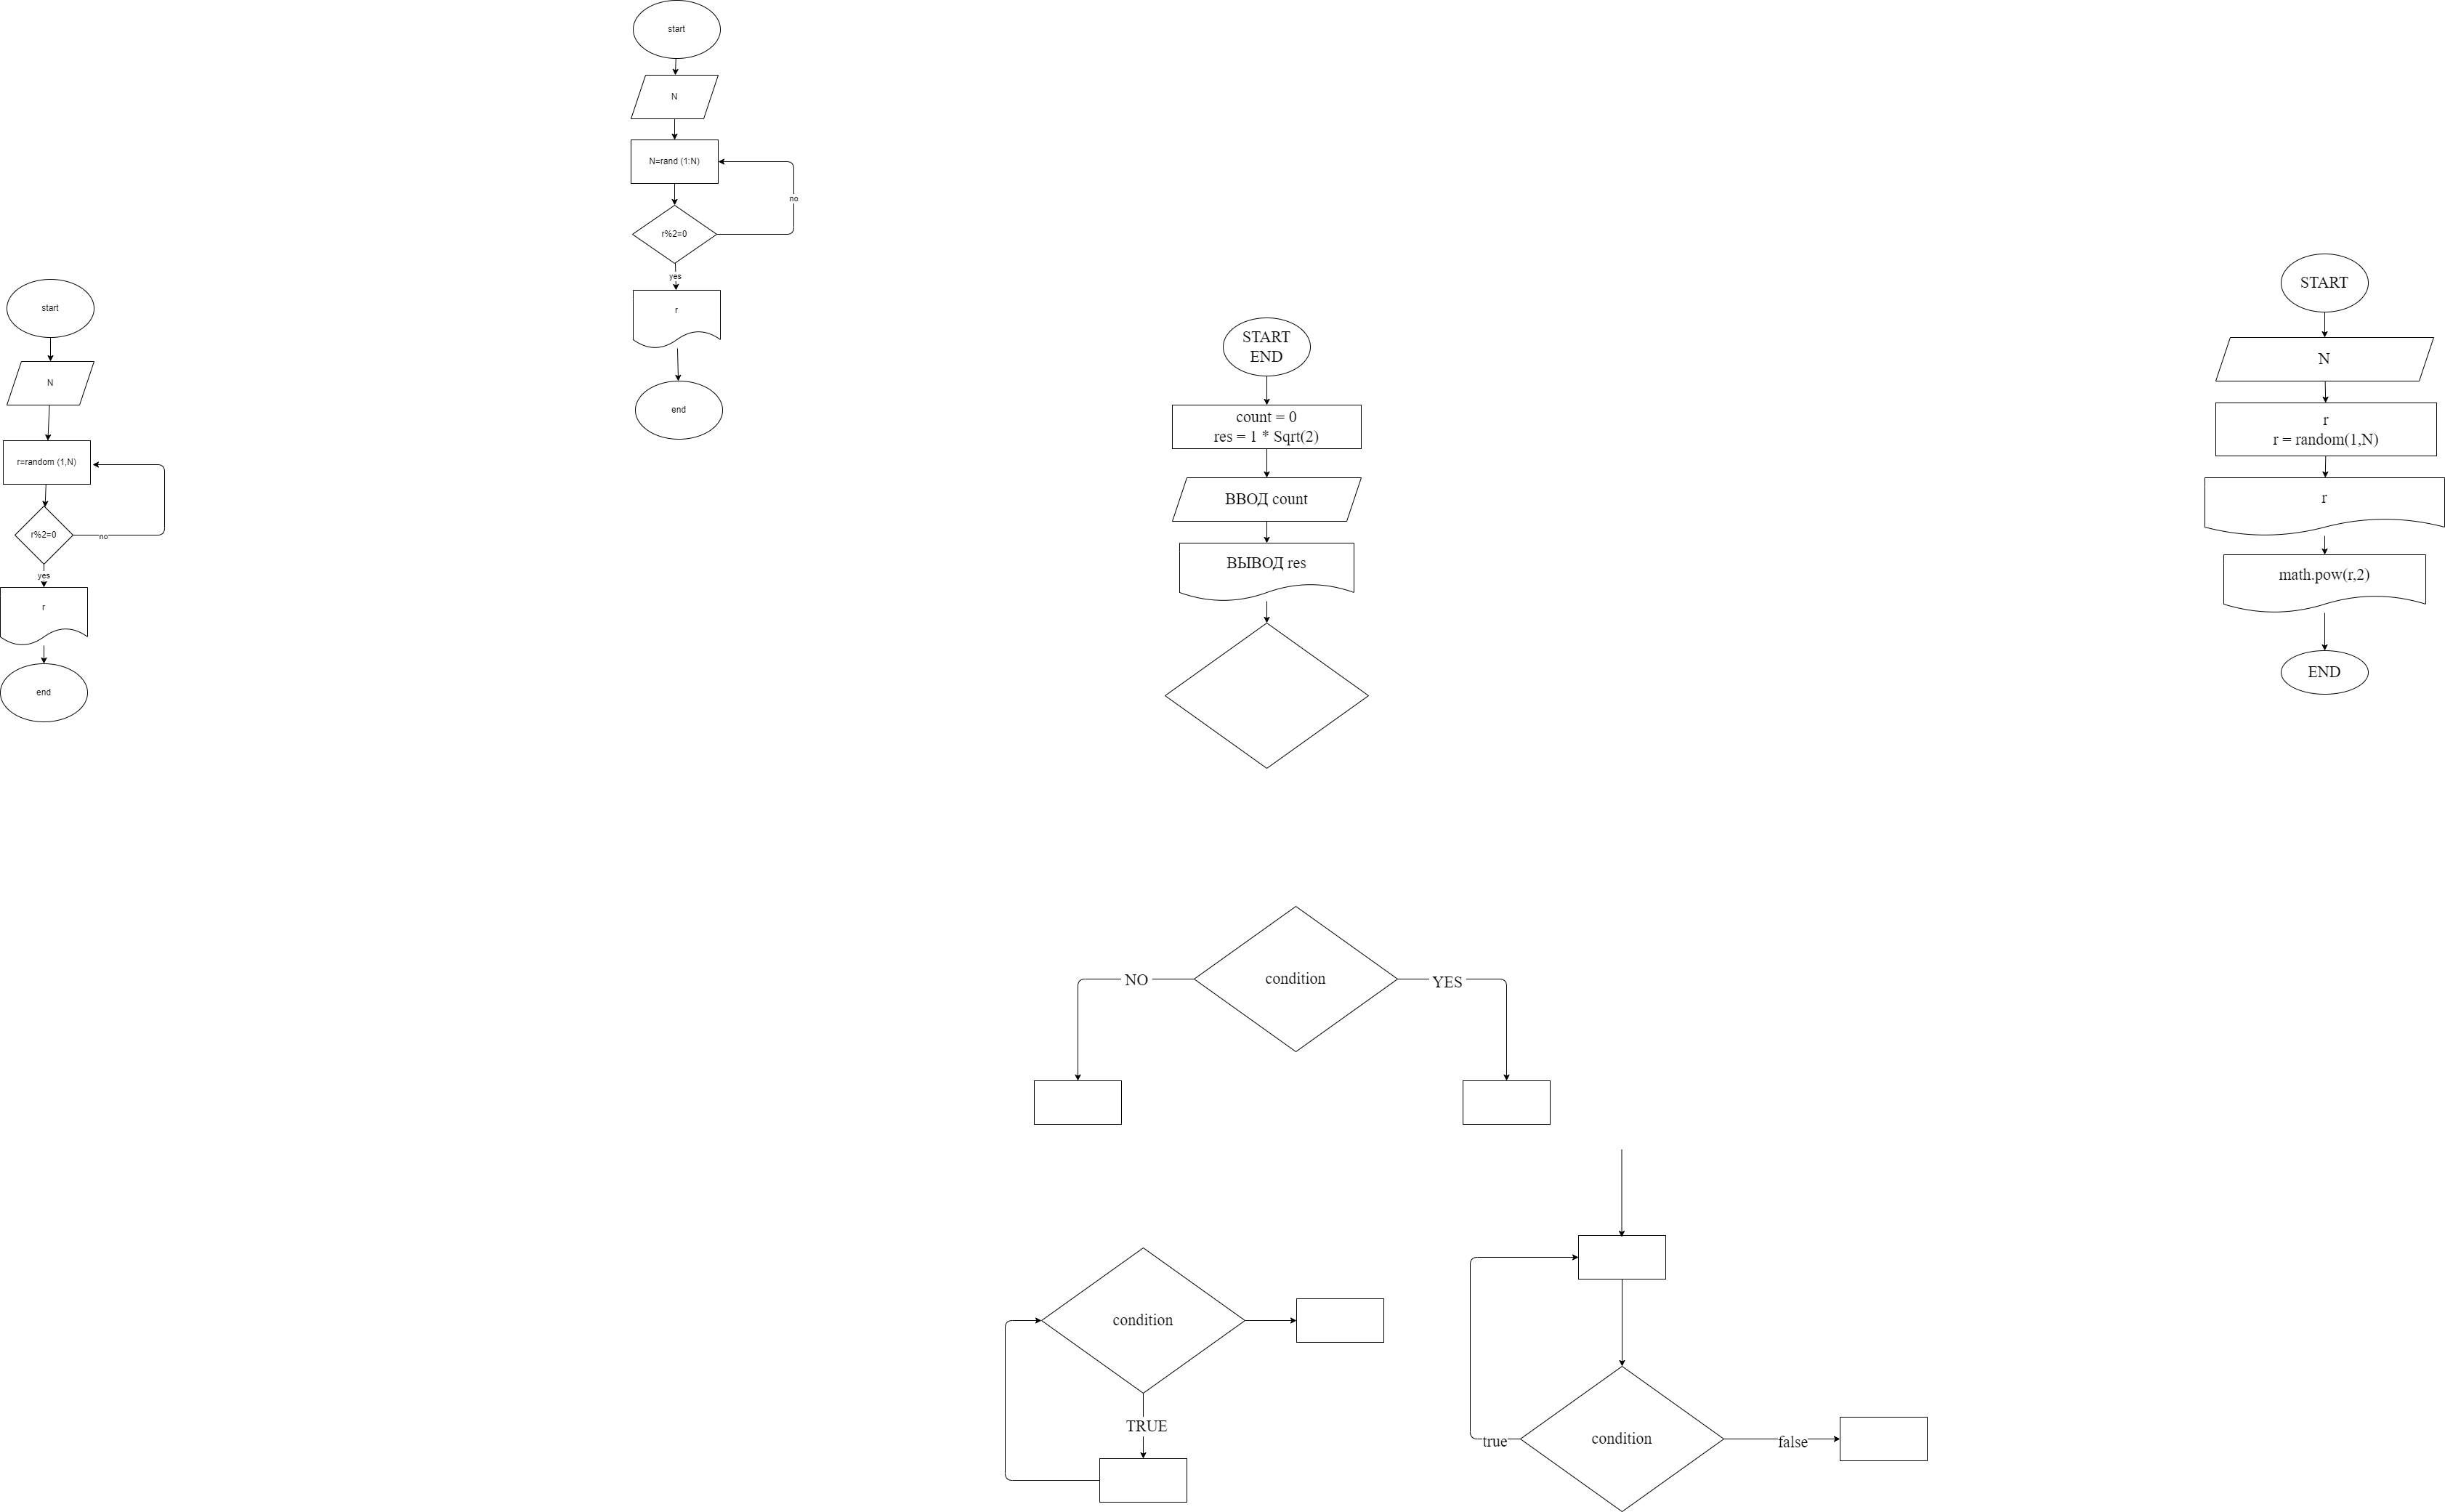 start
N
N=rand (1:N)
no
r%2=0
yes
r
end
start
N
r=random (1,N)
r%2=0
no
yes
r
end
START
END
count = 0
res = 1 * Sqrt(2)
ВВОД count
ВЫВОД res
START
N
r
r = random(1,N)
r
math.pow(r,2)
END
NO
condition
YES
condition
TRUE
true
condition
false